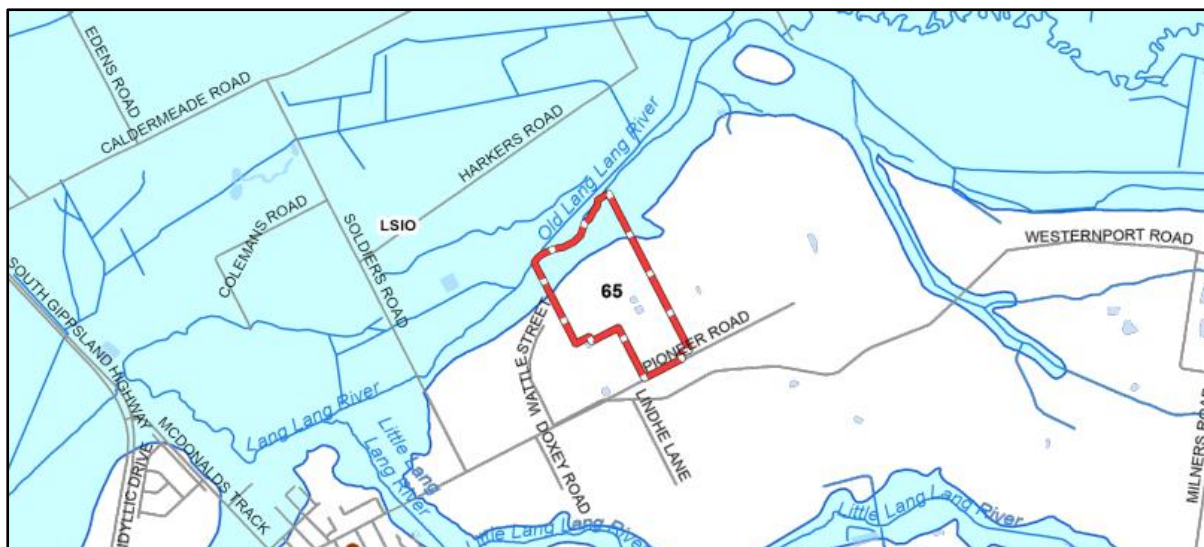 EDENS ROAD
CALDERMEADE ROAD
HARKERS ROAD
Old Lang Lang River
COLEMANS ROAD
LSIO
SOLDIERS ROAD
WESTERNPORT ROAD
SOUTH GIPPSLAND HIGHWAY
65
WATTLE STREET
PIONEER ROAD
Lang Lang River
LINDHE LANE
MCDONALDS TRACK
Little Lang
Lang River
DOXEY ROAD
IDYLLIC DRIVE
MILNERS ROAD
Little Lang Lang River
Little Lang Lang River